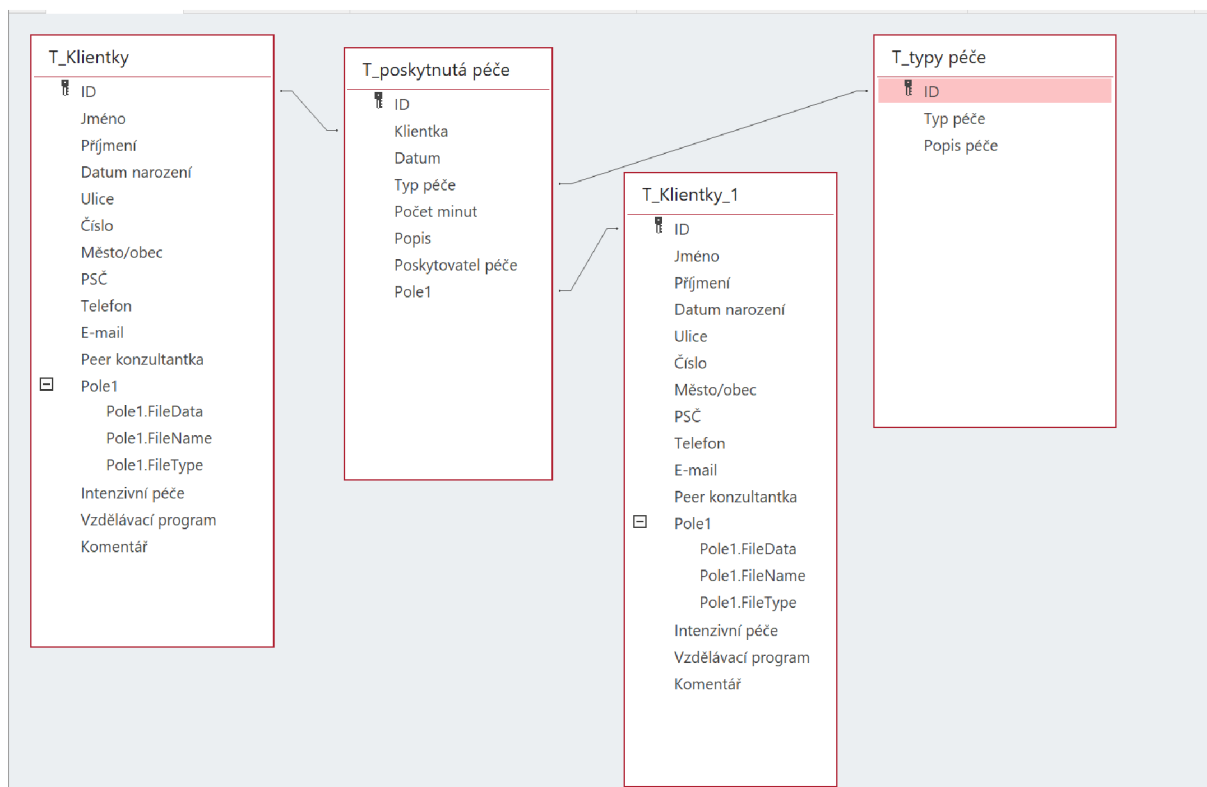 T_Klientky
ID
Jméno
Příjmení
Datum narození
Ulice
Číslo
Město/obec
PSČ
Telefon
E-mail
Peer konzultantka
Pole1
Pole1.FileData
Pole1.FileName
Pole1.FileType
Intenzivní péče
Vzdělávací program
Komentář
T_poskytnutá péče
ID
Klientka
Datum
Typ péče
Počet minut
Popis
Poskytovatel péče
Pole1
T_Klientky_1
ID
Jméno
Příjmení
Datum narození
Ulice
Číslo
Město/obec
PSČ
Telefon
E-mail
Peer konzultantka
Pole1
Pole1.FileData
Pole1.FileName
Pole1.FileType
Intenzivní péče
Vzdělávací program
Komentář
T_typy péče
ID
Typ péče
Popis péče